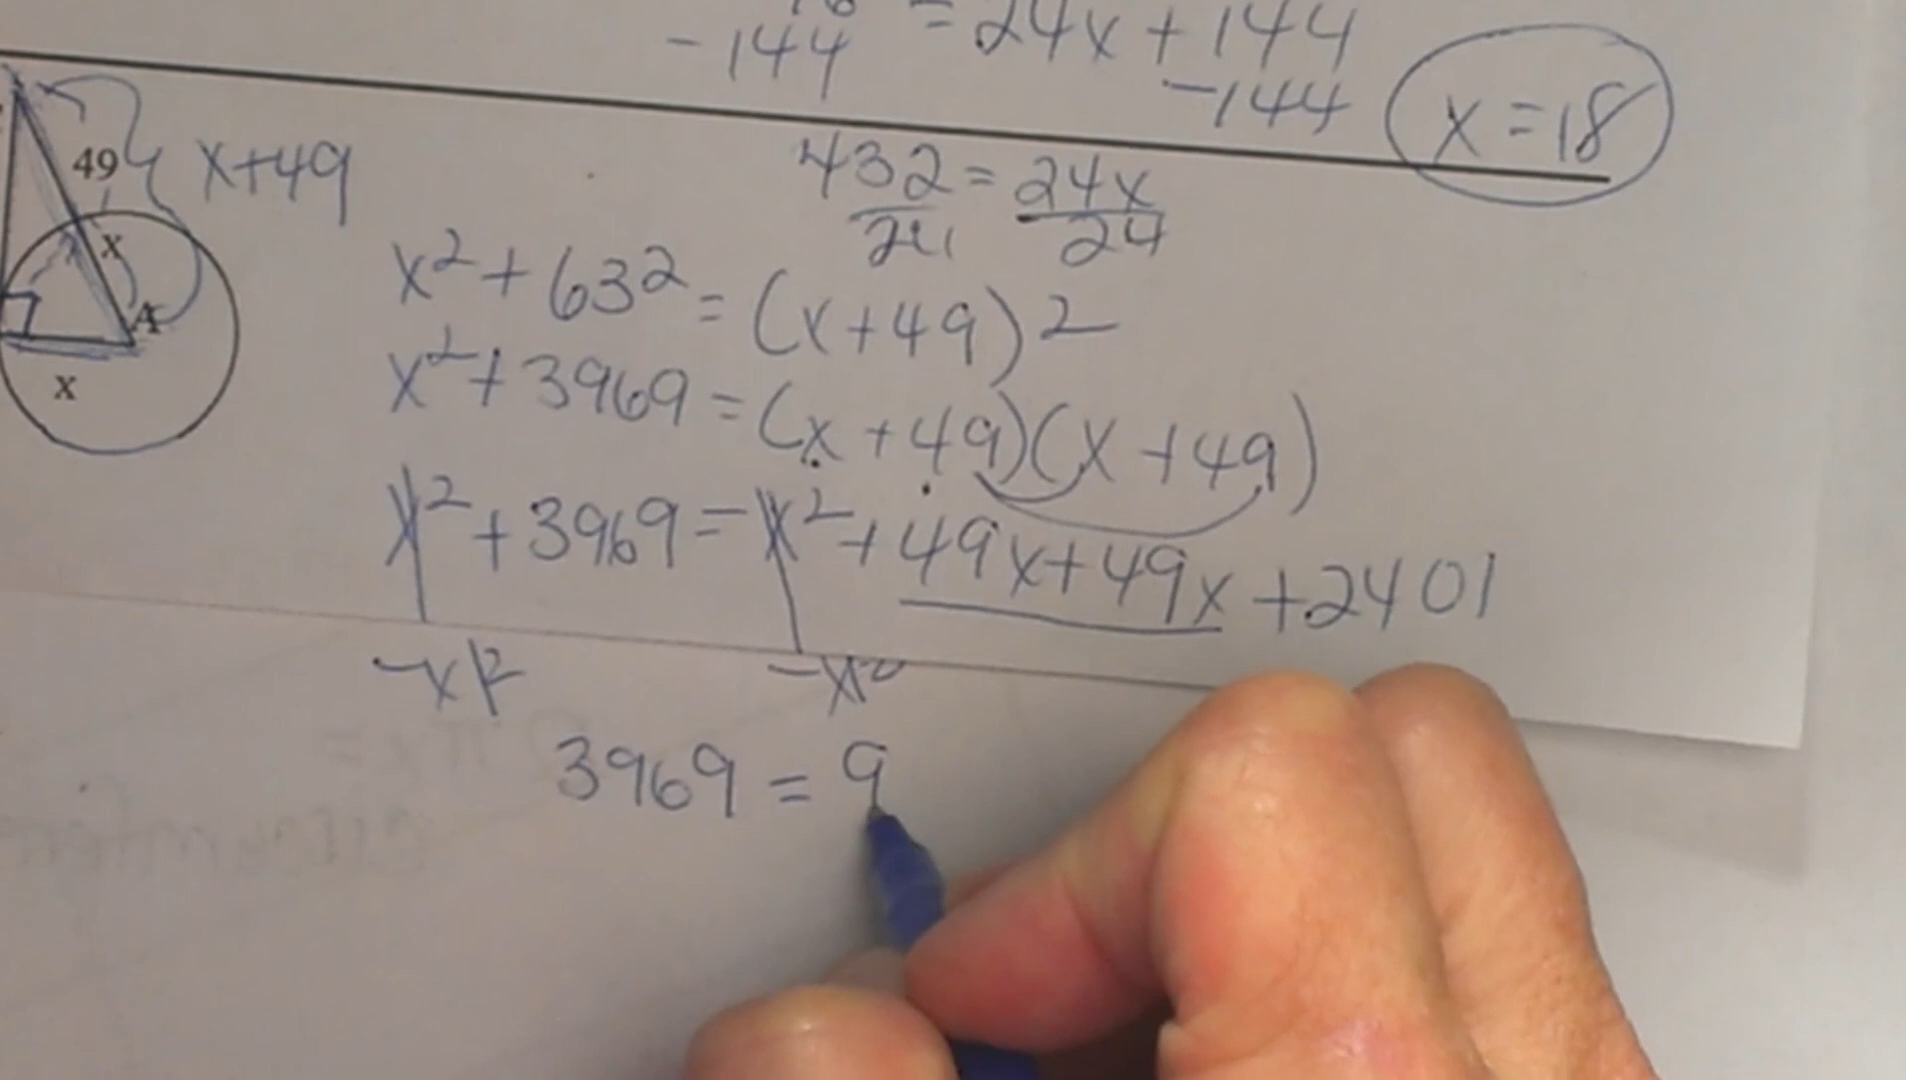 = 24x + 144
-144
-144
x = 18
49
x+49
432 = 24x
24
x
x² + 63² = (x+49)²
A
x² + 3969 = (x + 49)(x + 49)
x
x² + 3969 = x² + 49x + 49x + 2401
-x² -x²
3969 = 9